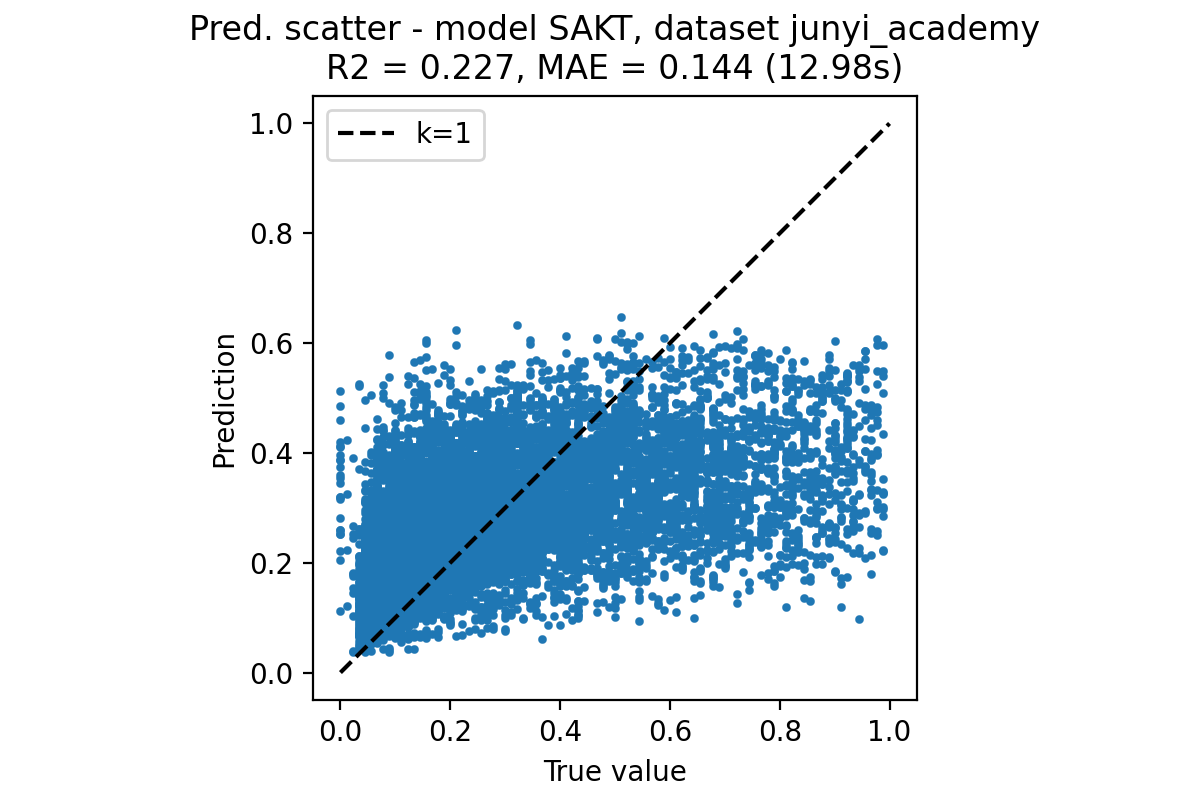 Pred. scatter - model SAKT, dataset junyi_academy
R2 = 0.227, MAE = 0.144 (12.98s)
k=1
1.0
0.8
0.6
0.4
0.2
0.0
Prediction
0.0 0.2 0.4 0.6 0.8 1.0
True value